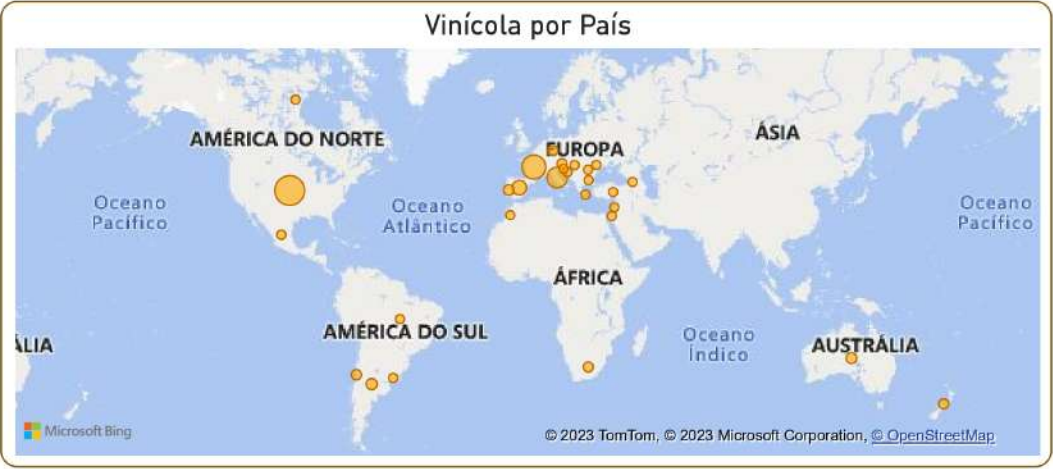 Vinícola por País
AMÉRICA DO NORTE
EUROPA
ÁSIA
Oceano
Pacífico
Oceano
Atlântico
Oceano
Pacífico
ÁFRICA
AMÉRICA DO SUL
Oceano
Índico
ÁLIA
AUSTRÁLIA
Microsoft Bing
© 2023 TomTom, © 2023 Microsoft Corporation, © OpenStreetMap